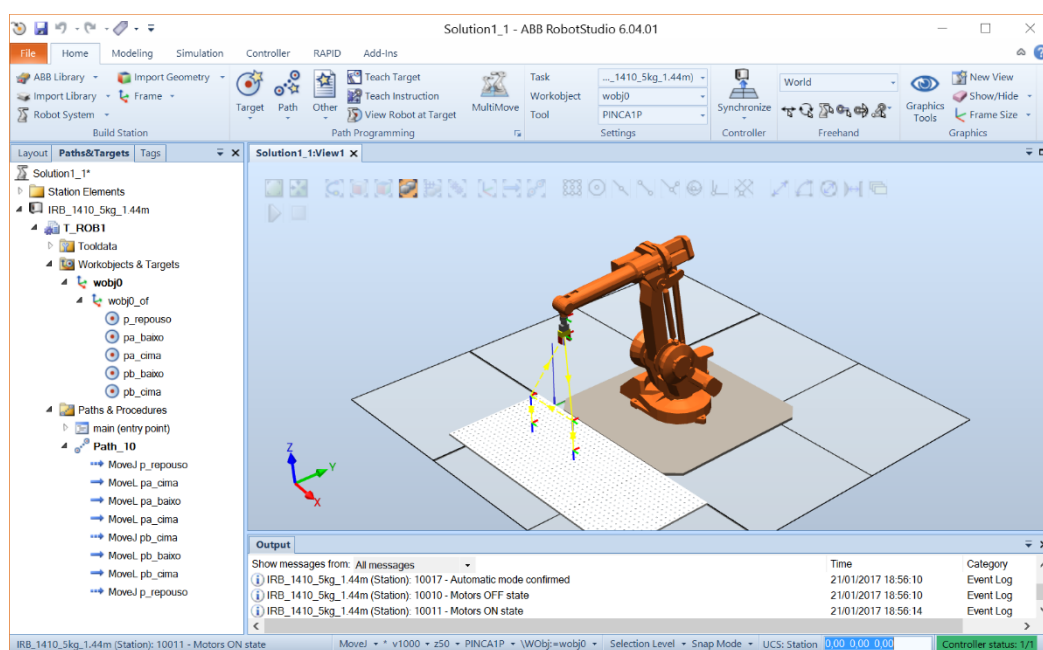 Solution1_1 - ABB RobotStudio 6.04.01
File Home Modeling Simulation Controller RAPID Add-Ins
ABB Library
Import Library
Robot System
Import Geometry
Frame
Build Station
Target
Path
Other
Teach Target
Teach Instruction
View Robot at Target
MultiMove
Path Programming
Task ..._1410_5kg_1.44m)
Workobject wobj0
Tool PINCA1P
Settings
Synchronize
Controller
World
Freehand
Graphics
Tools
New View
Show/Hide
Frame Size
Graphics
Layout Paths&Targets Tags
Solution1_1:View1
Solution1_1*
Station Elements
IRB_1410_5kg_1.44m
T_ROB1
Tooldata
Workobjects & Targets
wobj0
wobj0_of
p_repouso
pa_baixo
pa_cima
pb_baixo
pb_cima
Paths & Procedures
main (entry point)
Path_10
MoveJ p_repouso
MoveL pa_cima
MoveL pa_baixo
MoveL pa_cima
MoveJ pb_cima
MoveL pb_baixo
MoveL pb_cima
MoveJ p_repouso
Z
Y
X
Output
Show messages from: All messages
Time
Category
IRB_1410_5kg_1.44m (Station): 10017 - Automatic mode confirmed 21/01/2017 18:56:10 Event Log
IRB_1410_5kg_1.44m (Station): 10010 - Motors OFF state 21/01/2017 18:56:10 Event Log
IRB_1410_5kg_1.44m (Station): 10011 - Motors ON state 21/01/2017 18:56:14 Event Log
IRB_1410_5kg_1.44m (Station): 10011 - Motors ON state MoveJ * v1000 z50 PINCA1P \WObj:=wobj0 Selection Level Snap Mode UCS: Station 0,00 0,00 0,00 Controller status: 1/1